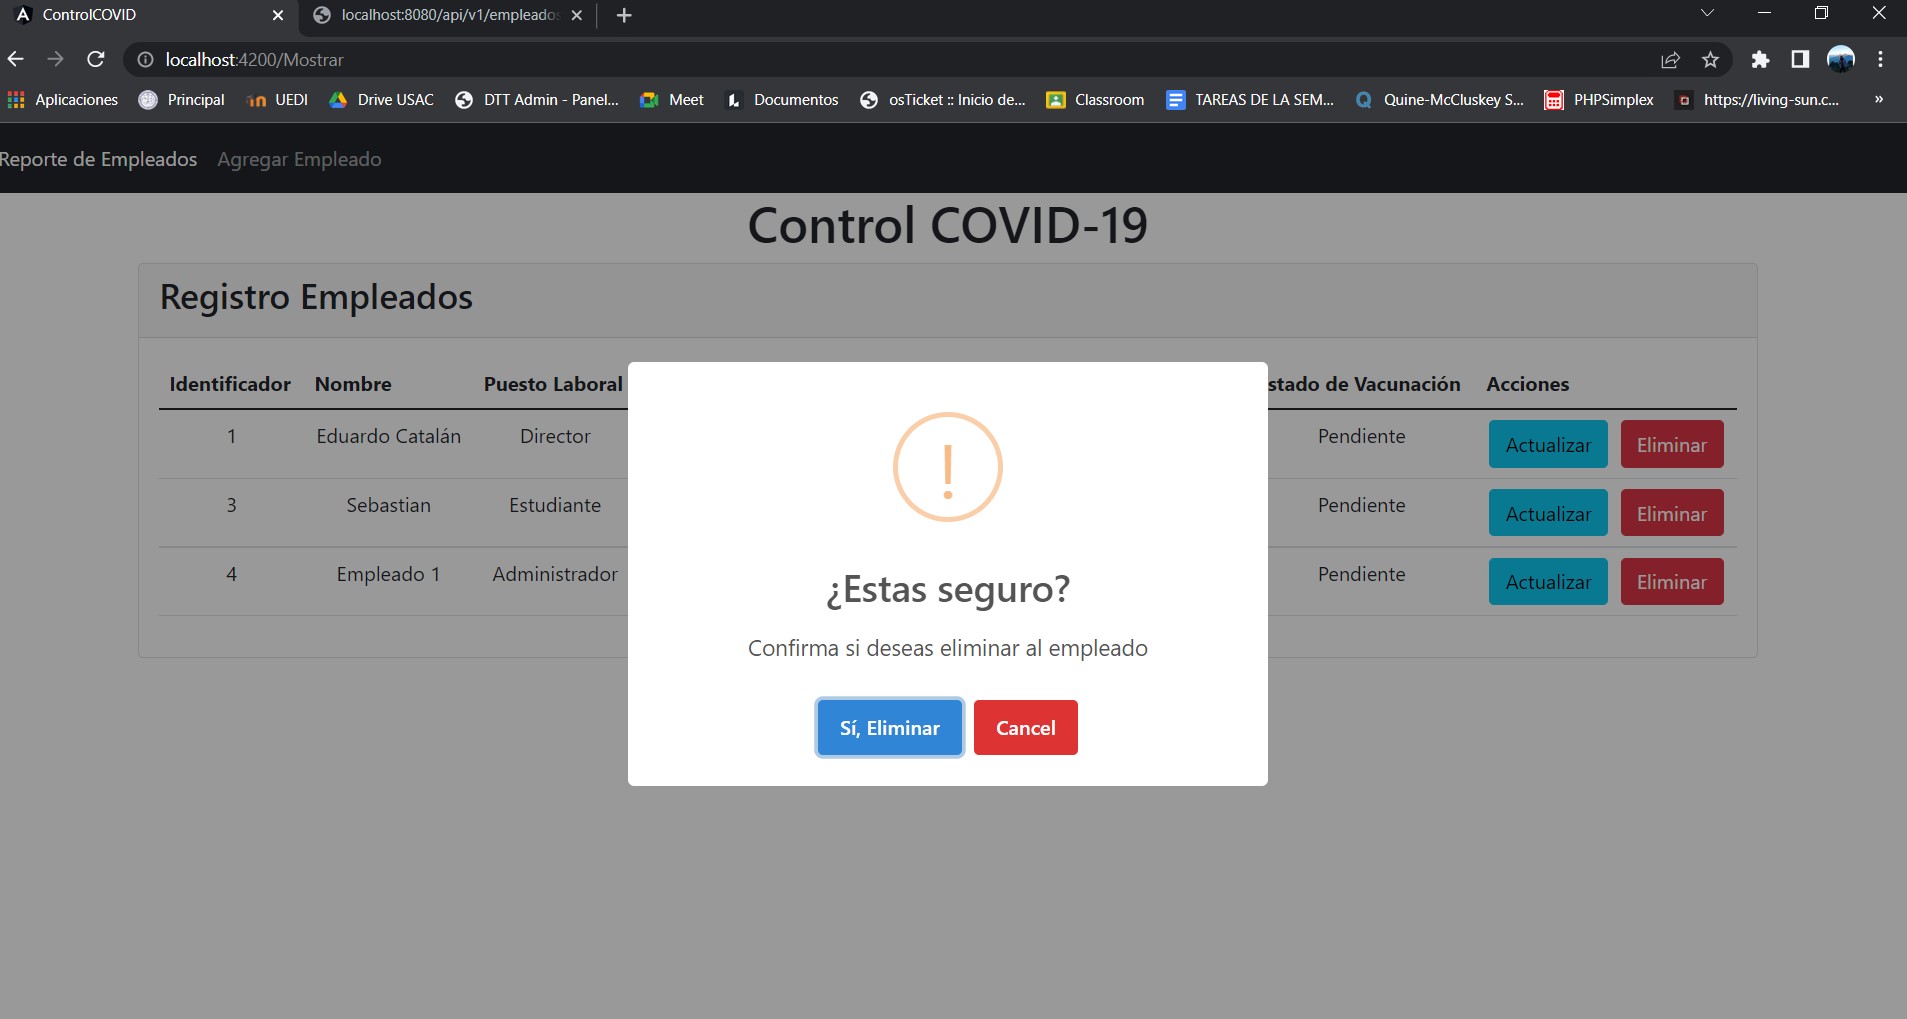 ControlCOVID
localhost:8080/api/v1/empleados
localhost:4200/Mostrar
Aplicaciones Principal UEDI Drive USAC DTT Admin - Panel... Meet Documentos osTicket :: Inicio de... Classroom TAREAS DE LA SEM... Quine-McCluskey S... PHPSimplex https://living-sun.c... »
Reporte de Empleados Agregar Empleado
Control COVID-19
Registro Empleados
Identificador Nombre Puesto Laboral stado de Vacunación Acciones
1 Eduardo Catalán Director Pendiente Actualizar Eliminar
3 Sebastian Estudiante Pendiente Actualizar Eliminar
4 Empleado 1 Administrador Pendiente Actualizar Eliminar
!
¿Estas seguro?
Confirma si deseas eliminar al empleado
Sí, Eliminar Cancel